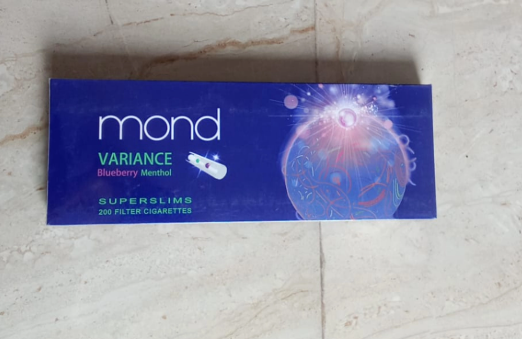 mond
VARIANCE
Blueberry Menthol
SUPERSLIMS
200 FILTER CIGARETTES